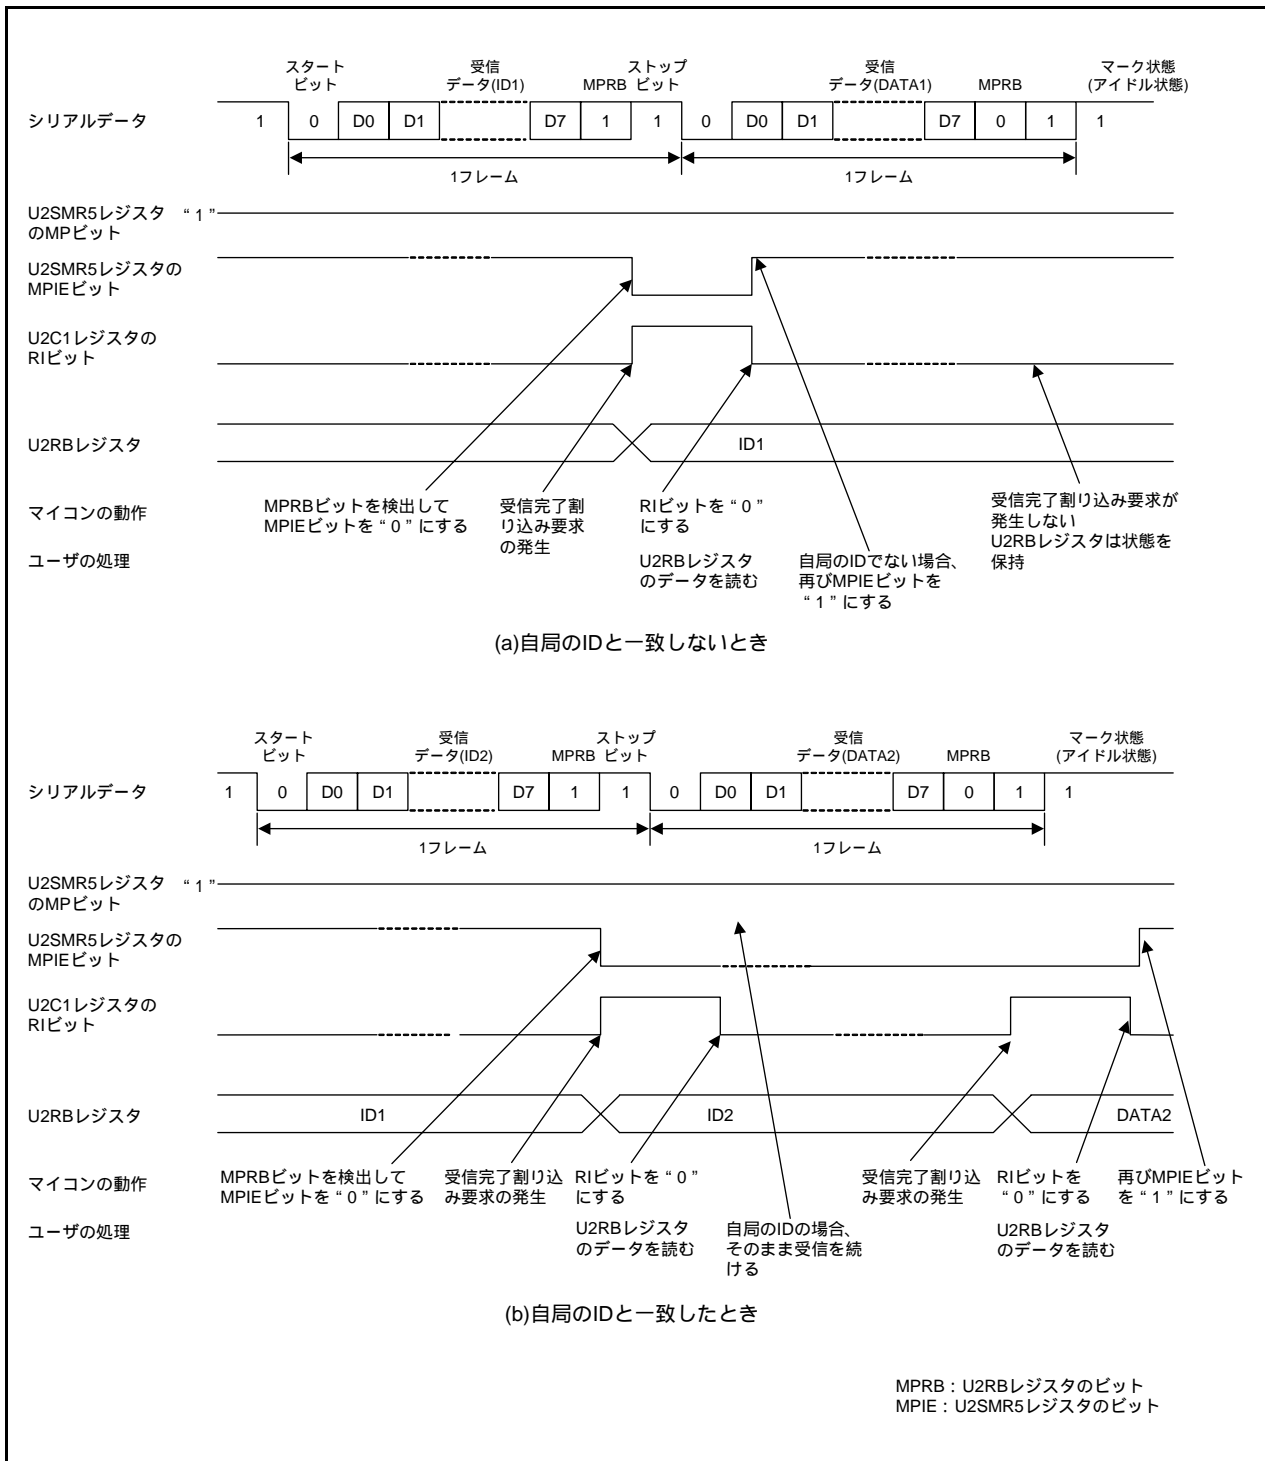 スタート
ビット
受信
データ(ID1)
MPRB
ストップ
ビット
受信
データ(DATA1)
MPRB
マーク状態
(アイドル状態)
シリアルデータ
1 0 D0 D1 D7 1 1 0 D0 D1 D7 0 1 1
1フレーム 1フレーム
U2SMR5レジスタ “1”
のMPビット
U2SMR5レジスタの
MPIEビット
U2C1レジスタの
RIビット
U2RBレジスタ
ID1
マイコンの動作
MPRBビットを検出して
MPIEビットを“0”にする
受信完了割
り込み要求
の発生
RIビットを“0”
にする
受信完了割り込み要求が
発生しない
U2RBレジスタは状態を
保持
ユーザの処理
U2RBレジスタ
のデータを読む
自局のIDでない場合、
再びMPIEビットを
“1”にする
(a)自局のIDと一致しないとき
スタート
ビット
受信
データ(ID2)
MPRB
ストップ
ビット
受信
データ(DATA2)
MPRB
マーク状態
(アイドル状態)
シリアルデータ
1 0 D0 D1 D7 1 1 0 D0 D1 D7 0 1 1
1フレーム 1フレーム
U2SMR5レジスタ “1”
のMPビット
U2SMR5レジスタの
MPIEビット
U2C1レジスタの
RIビット
U2RBレジスタ
ID1 ID2 DATA2
マイコンの動作
MPRBビットを検出して
MPIEビットを“0”にする
受信完了割り込
み要求の発生
RIビットを“0”
にする
受信完了割り込
み要求の発生
RIビットを
“0”にする
再びMPIEビット
を“1”にする
ユーザの処理
U2RBレジスタ
のデータを読む
自局のIDの場合、
そのまま受信を続
ける
U2RBレジスタ
のデータを読む
(b)自局のIDと一致したとき
MPRB：U2RBレジスタのビット
MPIE：U2SMR5レジスタのビット